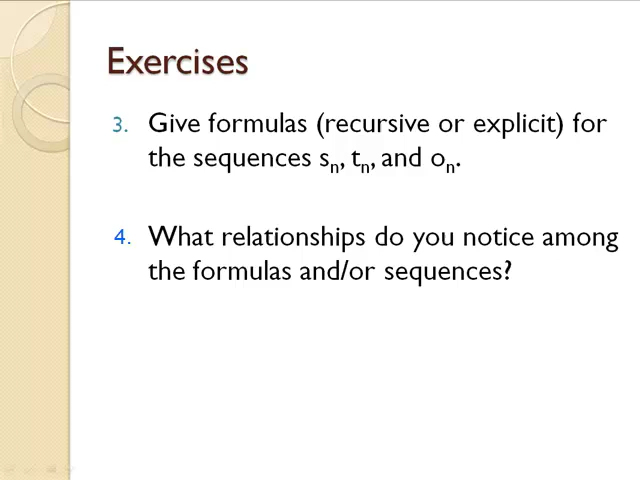 Exercises
3. Give formulas (recursive or explicit) for
the sequences sₙ, tₙ, and oₙ.
4. What relationships do you notice among
the formulas and/or sequences?